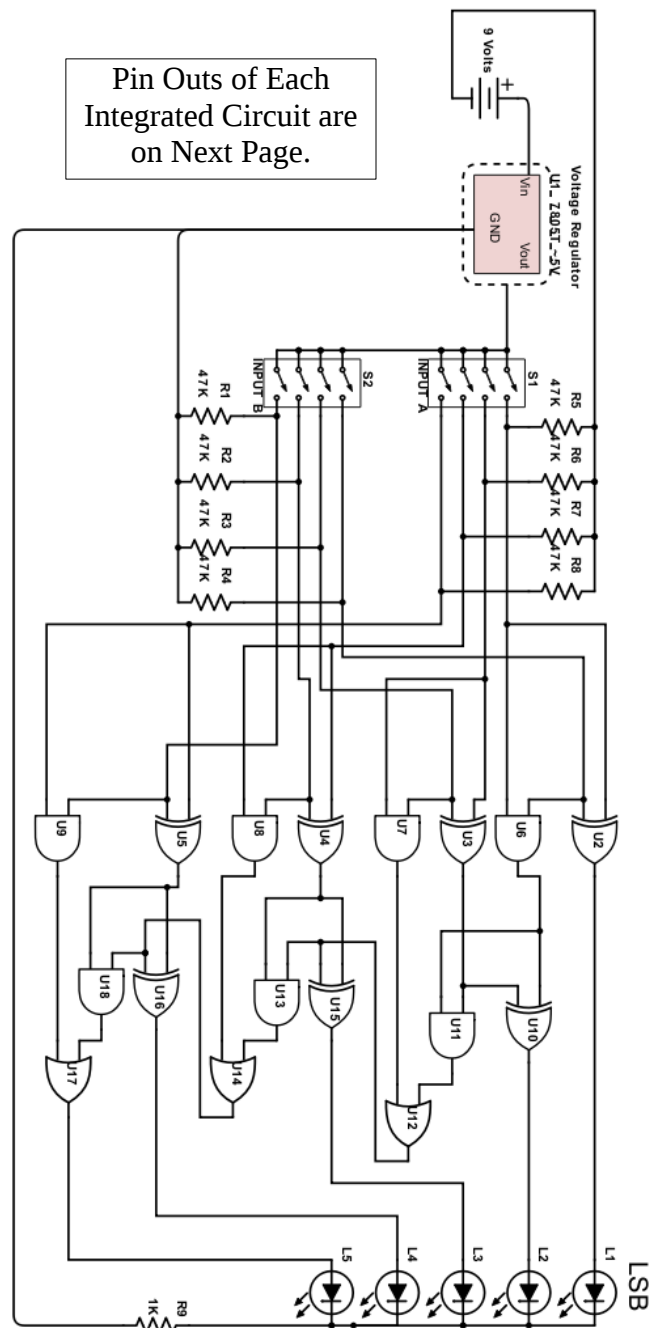 Pin Outs of Each
Integrated Circuit are
on Next Page.
9 Volts
+
Voltage Regulator
U1 7805T ~5V
Vin
GND
Vout
S1
INPUT A
S2
INPUT B
R1
47K
R2
47K
R3
47K
R4
47K
R5
47K
R6
47K
R7
47K
R8
47K
U9
U5
U8
U4
U7
U3
U6
U2
U18
U16
U13
U15
U11
U10
U17
U14
U12
L5
L4
L3
L2
L1
LSB
R9
1K